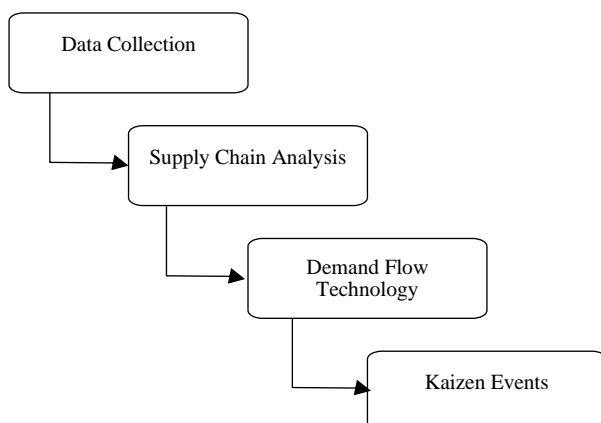 Data Collection
Supply Chain Analysis
Demand Flow
Technology
Kaizen Events